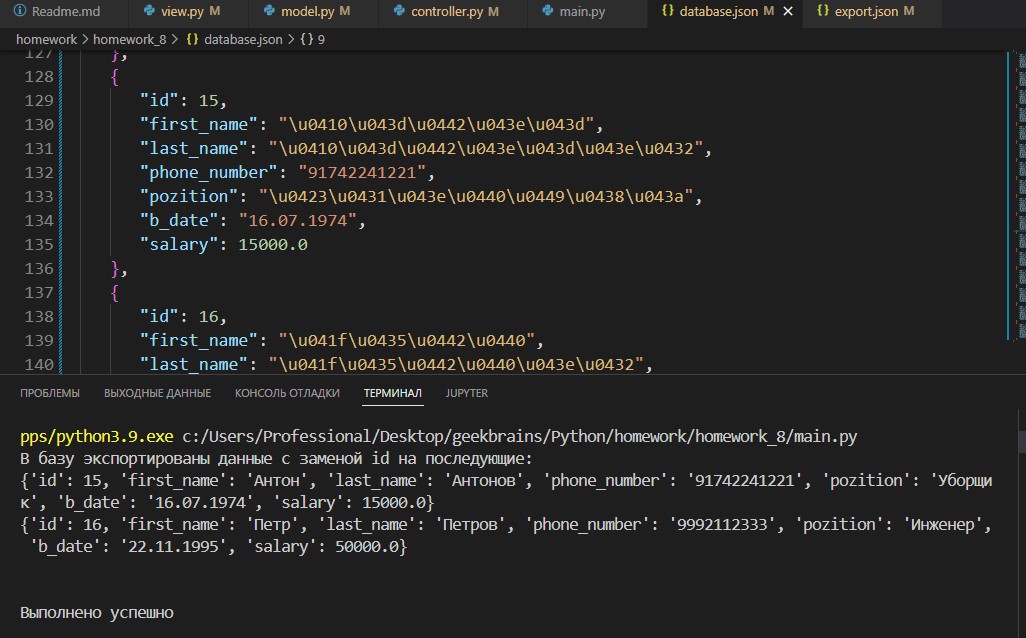 Readme.md view.py M model.py M controller.py M main.py {} database.json M × {} export.json M
homework > homework_8 > {} database.json > {} 9
127 },
128 {
129 "id": 15,
130 "first_name": "\u0410\u043d\u0442\u043e\u043d",
131 "last_name": "\u0410\u043d\u0442\u043e\u043d\u043e\u0432",
132 "phone_number": "91742241221",
133 "pozition": "\u0423\u0431\u043e\u0440\u0449\u0438\u043a",
134 "b_date": "16.07.1974",
135 "salary": 15000.0
136 },
137 {
138 "id": 16,
139 "first_name": "\u041f\u0435\u0442\u0440",
140 "last_name": "\u041f\u0435\u0442\u0440\u043e\u0432",
ПРОБЛЕМЫ ВЫХОДНЫЕ ДАННЫЕ КОНСОЛЬ ОТЛАДКИ ТЕРМИНАЛ JUPYTER
pps/python3.9.exe c:/Users/Professional/Desktop/geekbrains/Python/homework/homework_8/main.py
В базу экспортированы данные с заменой id на последующие:
{'id': 15, 'first_name': 'Антон', 'last_name': 'Антонов', 'phone_number': '91742241221', 'pozition': 'Уборщи
к', 'b_date': '16.07.1974', 'salary': 15000.0}
{'id': 16, 'first_name': 'Петр', 'last_name': 'Петров', 'phone_number': '9992112333', 'pozition': 'Инженер',
'b_date': '22.11.1995', 'salary': 50000.0}
Выполнено успешно